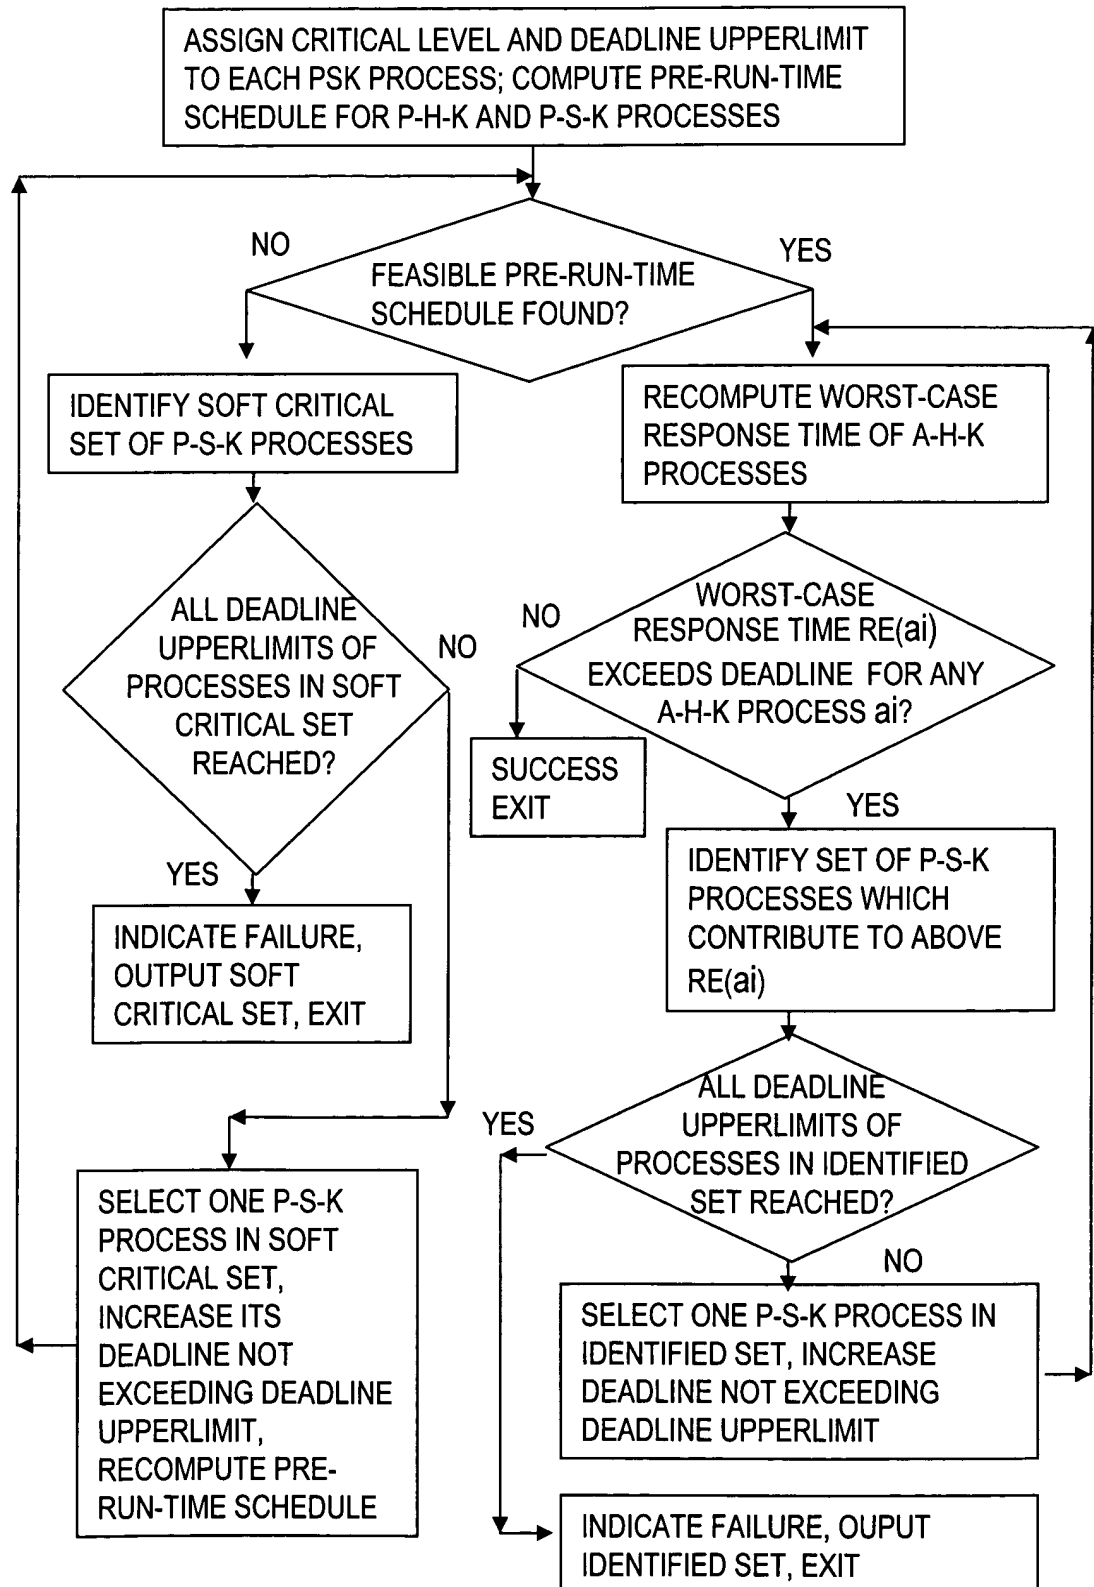 ASSIGN CRITICAL LEVEL AND DEADLINE UPPERLIMIT
TO EACH PSK PROCESS; COMPUTE PRE-RUN-TIME
SCHEDULE FOR P-H-K AND P-S-K PROCESSES
NO
YES
FEASIBLE PRE-RUN-TIME
SCHEDULE FOUND?
IDENTIFY SOFT CRITICAL
SET OF P-S-K PROCESSES
RECOMPUTE WORST-CASE
RESPONSE TIME OF A-H-K
PROCESSES
ALL DEADLINE
UPPERLIMITS OF
PROCESSES IN SOFT
CRITICAL SET
REACHED?
NO
YES
WORST-CASE
RESPONSE TIME RE(ai)
EXCEEDS DEADLINE FOR ANY
A-H-K PROCESS ai?
NO
SUCCESS
EXIT
YES
INDICATE FAILURE,
OUTPUT SOFT
CRITICAL SET, EXIT
IDENTIFY SET OF P-S-K
PROCESSES WHICH
CONTRIBUTE TO ABOVE
RE(ai)
ALL DEADLINE
UPPERLIMITS OF
PROCESSES IN IDENTIFIED
SET REACHED?
YES
NO
SELECT ONE P-S-K
PROCESS IN SOFT
CRITICAL SET,
INCREASE ITS
DEADLINE NOT
EXCEEDING DEADLINE
UPPERLIMIT,
RECOMPUTE PRE-
RUN-TIME SCHEDULE
SELECT ONE P-S-K PROCESS IN
IDENTIFIED SET, INCREASE
DEADLINE NOT EXCEEDING
DEADLINE UPPERLIMIT
INDICATE FAILURE, OUPUT
IDENTIFIED SET, EXIT